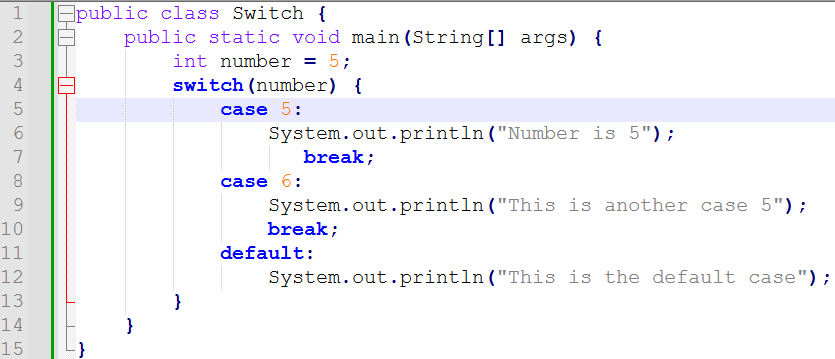 1 public class Switch {
2 public static void main(String[] args) {
3 int number = 5;
4 switch(number) {
5 case 5:
6 System.out.println("Number is 5");
7 break;
8 case 6:
9 System.out.println("This is another case 5");
10 break;
11 default:
12 System.out.println("This is the default case");
13 }
14 }
15 }